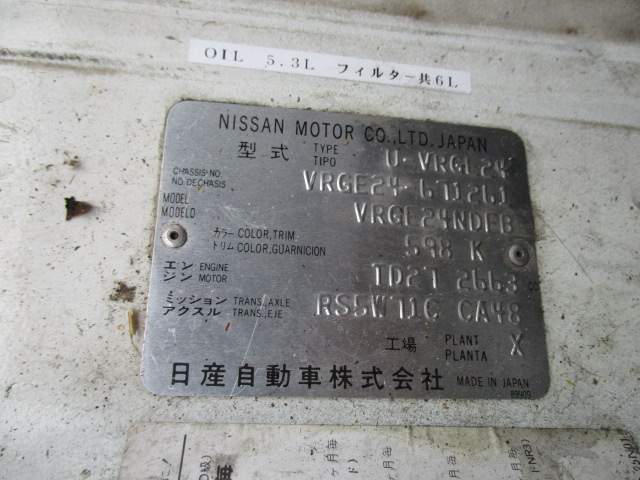 OIL 5.3L フィルター共6L
NISSAN MOTOR CO.,LTD. JAPAN
型式 TYPE TIPO U-VRGE24
CHASSIS NO. NO. DE CHASIS VRGE24-671261
MODEL MODELO VRGE24NDFB
カラー COLOR,TRIM トリム COLOR,GUARNICION 598 K
エンジン ENGINE MOTOR TD27 2663 cc
ミッション TRANS.,AXLE アクスル TRANS.,EJE RS5W71C CA48
工場 PLANT PLANTA X
日産自動車株式会社 MADE IN JAPAN
89909